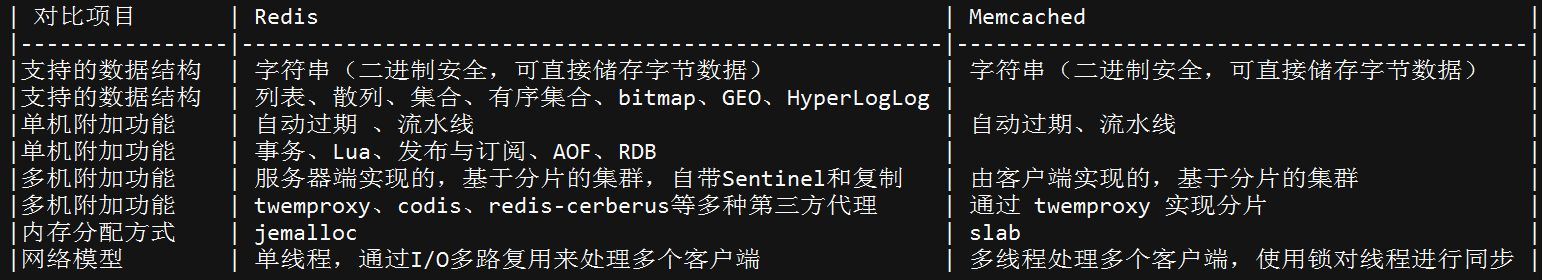 | 对比项目 | Redis | Memcached |
|----------------|------------------------------------------------------|--------------------------------------------|
|支持的数据结构 | 字符串（二进制安全，可直接储存字节数据） | 字符串（二进制安全，可直接储存字节数据） |
|支持的数据结构 | 列表、散列、集合、有序集合、bitmap、GEO、HyperLogLog | |
|单机附加功能 | 自动过期 、流水线 | 自动过期、流水线 |
|单机附加功能 | 事务、Lua、发布与订阅、AOF、RDB | |
|多机附加功能 | 服务器端实现的，基于分片的集群，自带Sentinel和复制 | 由客户端实现的，基于分片的集群 |
|多机附加功能 | twemproxy、codis、redis-cerberus等多种第三方代理 | 通过 twemproxy 实现分片 |
|内存分配方式 | jemalloc | slab |
|网络模型 | 单线程，通过I/O多路复用来处理多个客户端 | 多线程处理多个客户端，使用锁对线程进行同步 |